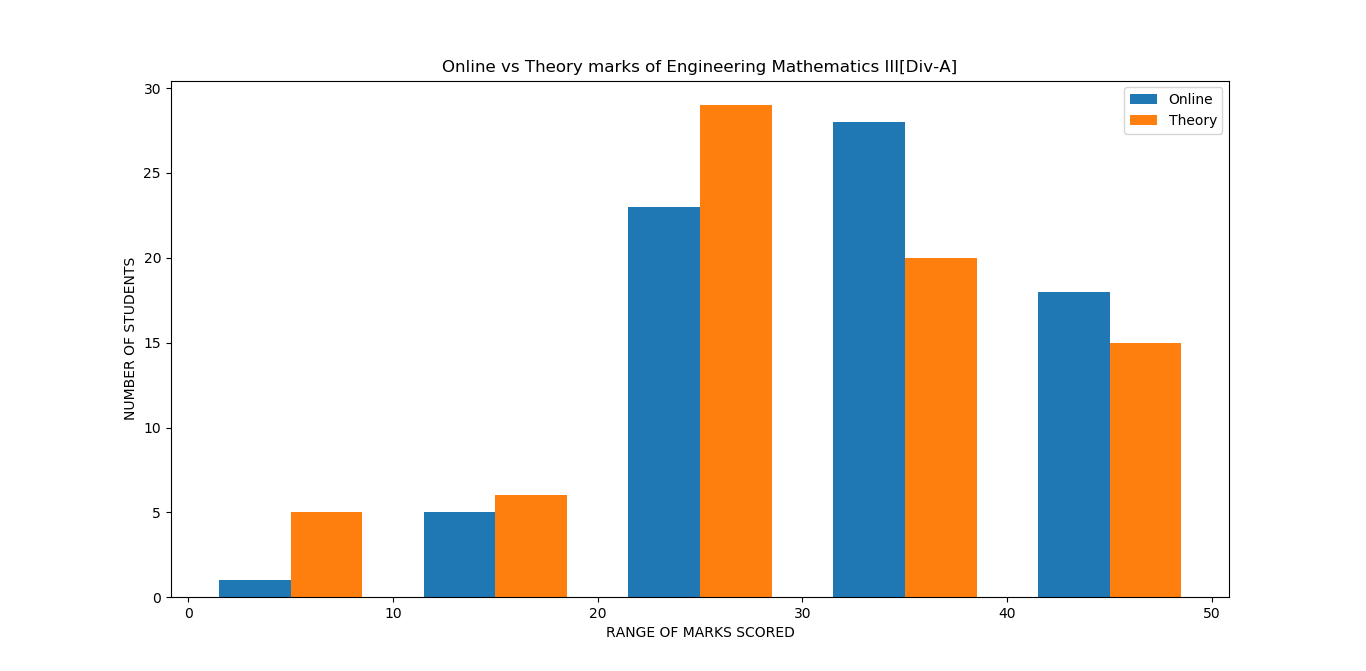 Online vs Theory marks of Engineering Mathematics III[Div-A]
Online
Theory
NUMBER OF STUDENTS
30
25
20
15
10
5
0
0 10 20 30 40 50
RANGE OF MARKS SCORED